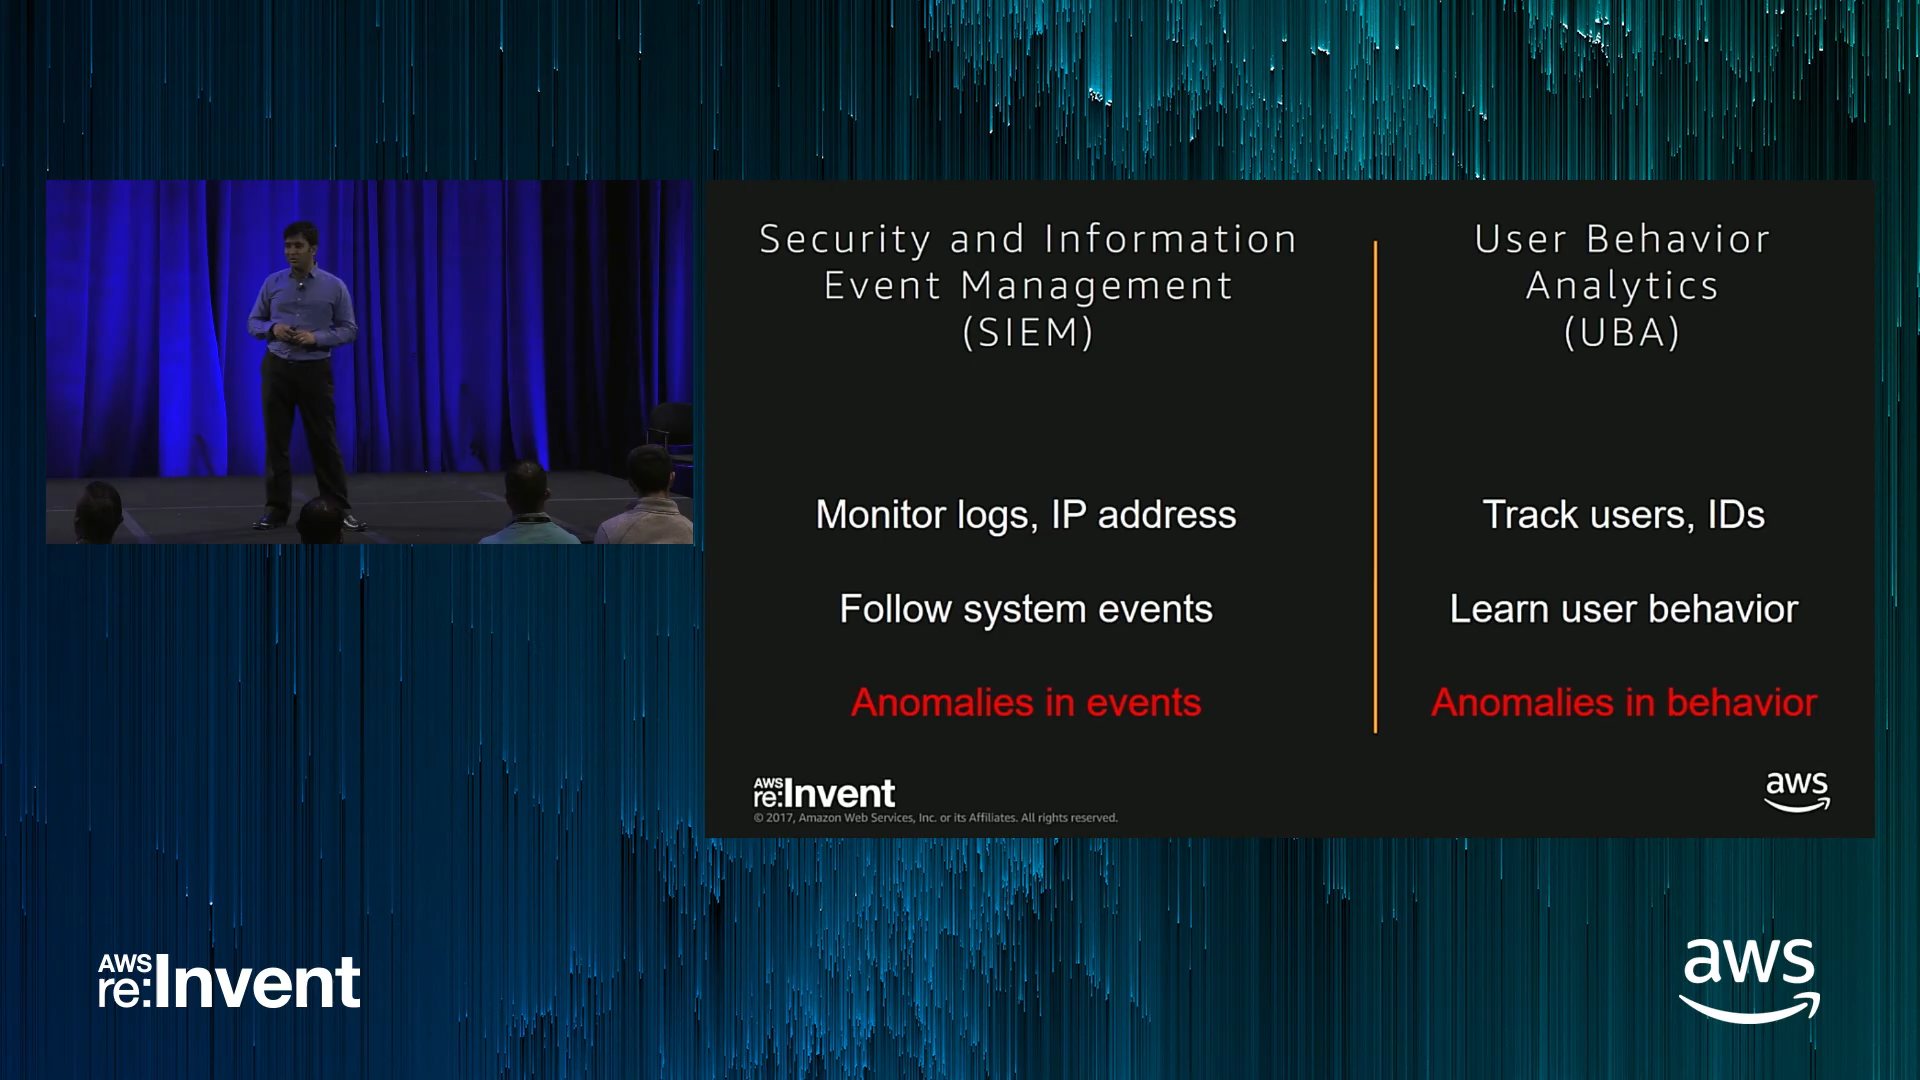 Security and Information
Event Management
(SIEM)
Monitor logs, IP address
Follow system events
Anomalies in events
User Behavior
Analytics
(UBA)
Track users, IDs
Learn user behavior
Anomalies in behavior
AWS
re:Invent
© 2017, Amazon Web Services, Inc. or its Affiliates. All rights reserved.
aws
AWS
re:Invent
aws